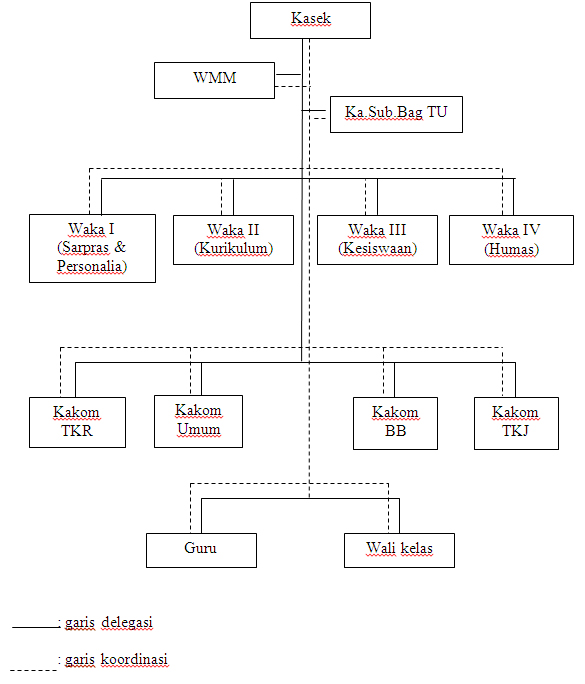 Kasek
WMM
Ka.Sub.Bag TU
Waka I
(Sarpras &
Personalia)
Waka II
(Kurikulum)
Waka III
(Kesiswaan)
Waka IV
(Humas)
Kakom
TKR
Kakom
Umum
Kakom
BB
Kakom
TKJ
Guru
Wali kelas
: garis delegasi
: garis koordinasi